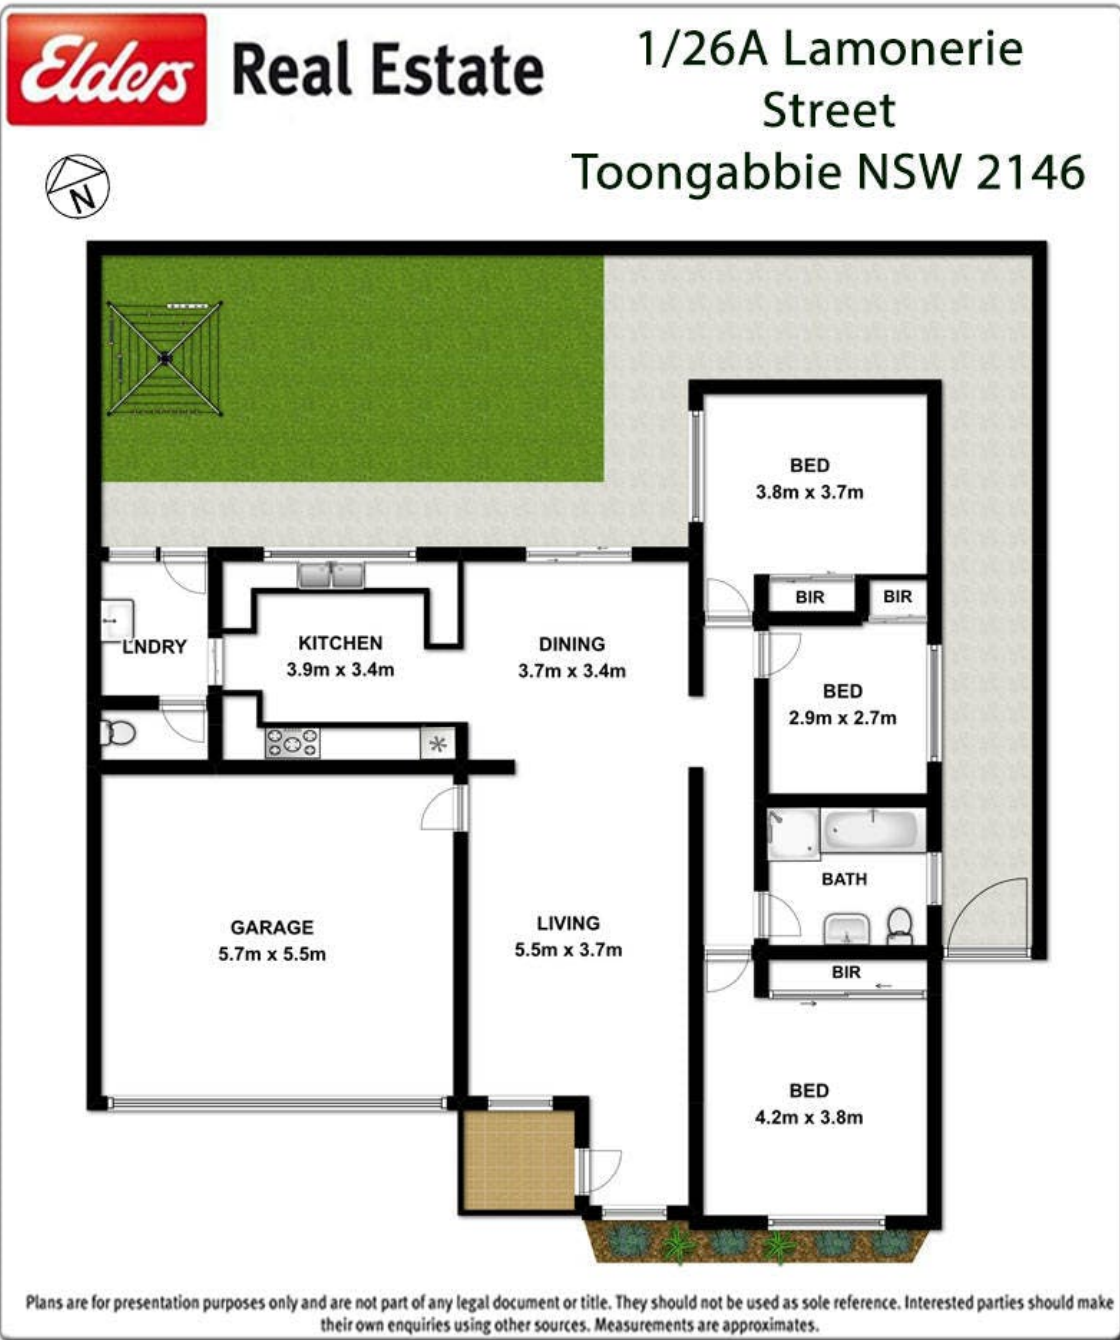 Elders Real Estate
1/26A Lamonerie
Street
Toongabbie NSW 2146
N
BED
3.8m x 3.7m
BIR
BIR
LNDRY
KITCHEN
3.9m x 3.4m
DINING
3.7m x 3.4m
BED
2.9m x 2.7m
BATH
GARAGE
5.7m x 5.5m
LIVING
5.5m x 3.7m
BIR
BED
4.2m x 3.8m
Plans are for presentation purposes only and are not part of any legal document or title. They should not be used as sole reference. Interested parties should make
their own enquiries using other sources. Measurements are approximates.